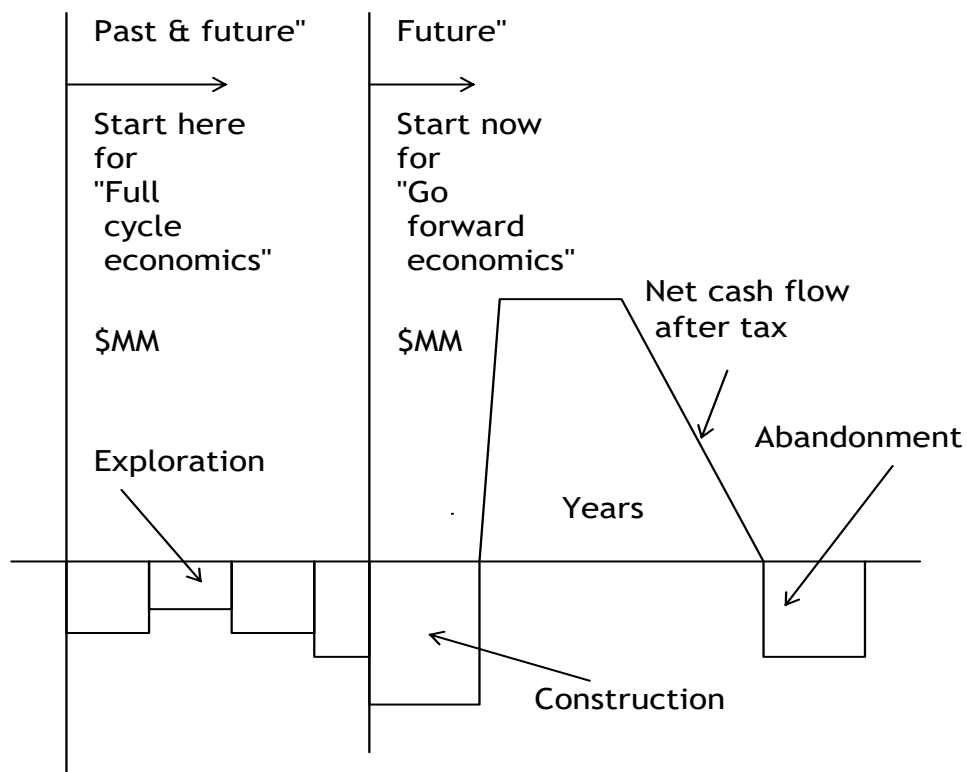 Past & future"
Start here
for
"Full
cycle
economics"
$MM
Future"
Start now
for
"Go
forward
economics"
$MM
Net cash flow
after tax
Abandonment
Exploration
Years
Construction